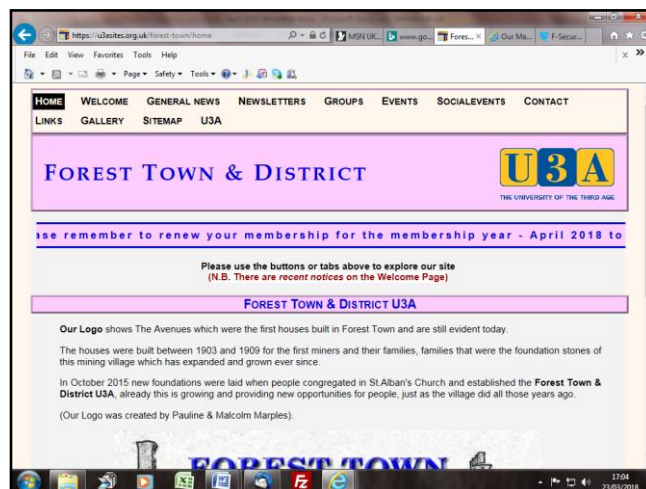 https://u3asites.org.uk/forest-town/home
MSN UK...
www.go...
Fores...
Our Ma...
F-Secur...
File Edit View Favorites Tools Help
Page Safety Tools
HOME WELCOME GENERAL NEWS NEWSLETTERS GROUPS EVENTS SOCIALEVENTS CONTACT
LINKS GALLERY SITEMAP U3A
FOREST TOWN & DISTRICT
U3A
THE UNIVERSITY OF THE THIRD AGE
ase remember to renew your membership for the membership year - April 2018 to
Please use the buttons or tabs above to explore our site
(N.B. There are recent notices on the Welcome Page)
FOREST TOWN & DISTRICT U3A
Our Logo shows The Avenues which were the first houses built in Forest Town and are still evident today.
The houses were built between 1903 and 1909 for the first miners and their families, families that were the foundation stones of
this mining village which has expanded and grown ever since.
In October 2015 new foundations were laid when people congregated in St.Alban's Church and established the Forest Town &
District U3A, already this is growing and providing new opportunities for people, just as the village did all those years ago.
(Our Logo was created by Pauline & Malcolm Marples).
FOREST TOWN
17:04
23/03/2018